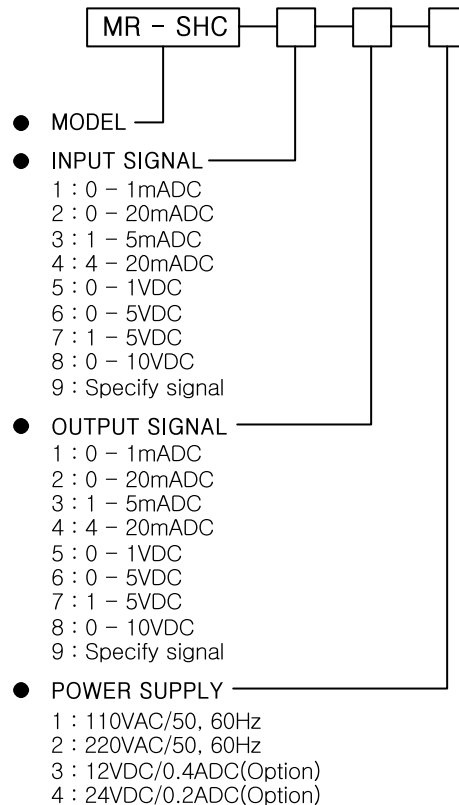 MR - SHC
● MODEL
● INPUT SIGNAL
1 : 0 - 1mADC
2 : 0 - 20mADC
3 : 1 - 5mADC
4 : 4 - 20mADC
5 : 0 - 1VDC
6 : 0 - 5VDC
7 : 1 - 5VDC
8 : 0 - 10VDC
9 : Specify signal
● OUTPUT SIGNAL
1 : 0 - 1mADC
2 : 0 - 20mADC
3 : 1 - 5mADC
4 : 4 - 20mADC
5 : 0 - 1VDC
6 : 0 - 5VDC
7 : 1 - 5VDC
8 : 0 - 10VDC
9 : Specify signal
● POWER SUPPLY
1 : 110VAC/50, 60Hz
2 : 220VAC/50, 60Hz
3 : 12VDC/0.4ADC(Option)
4 : 24VDC/0.2ADC(Option)